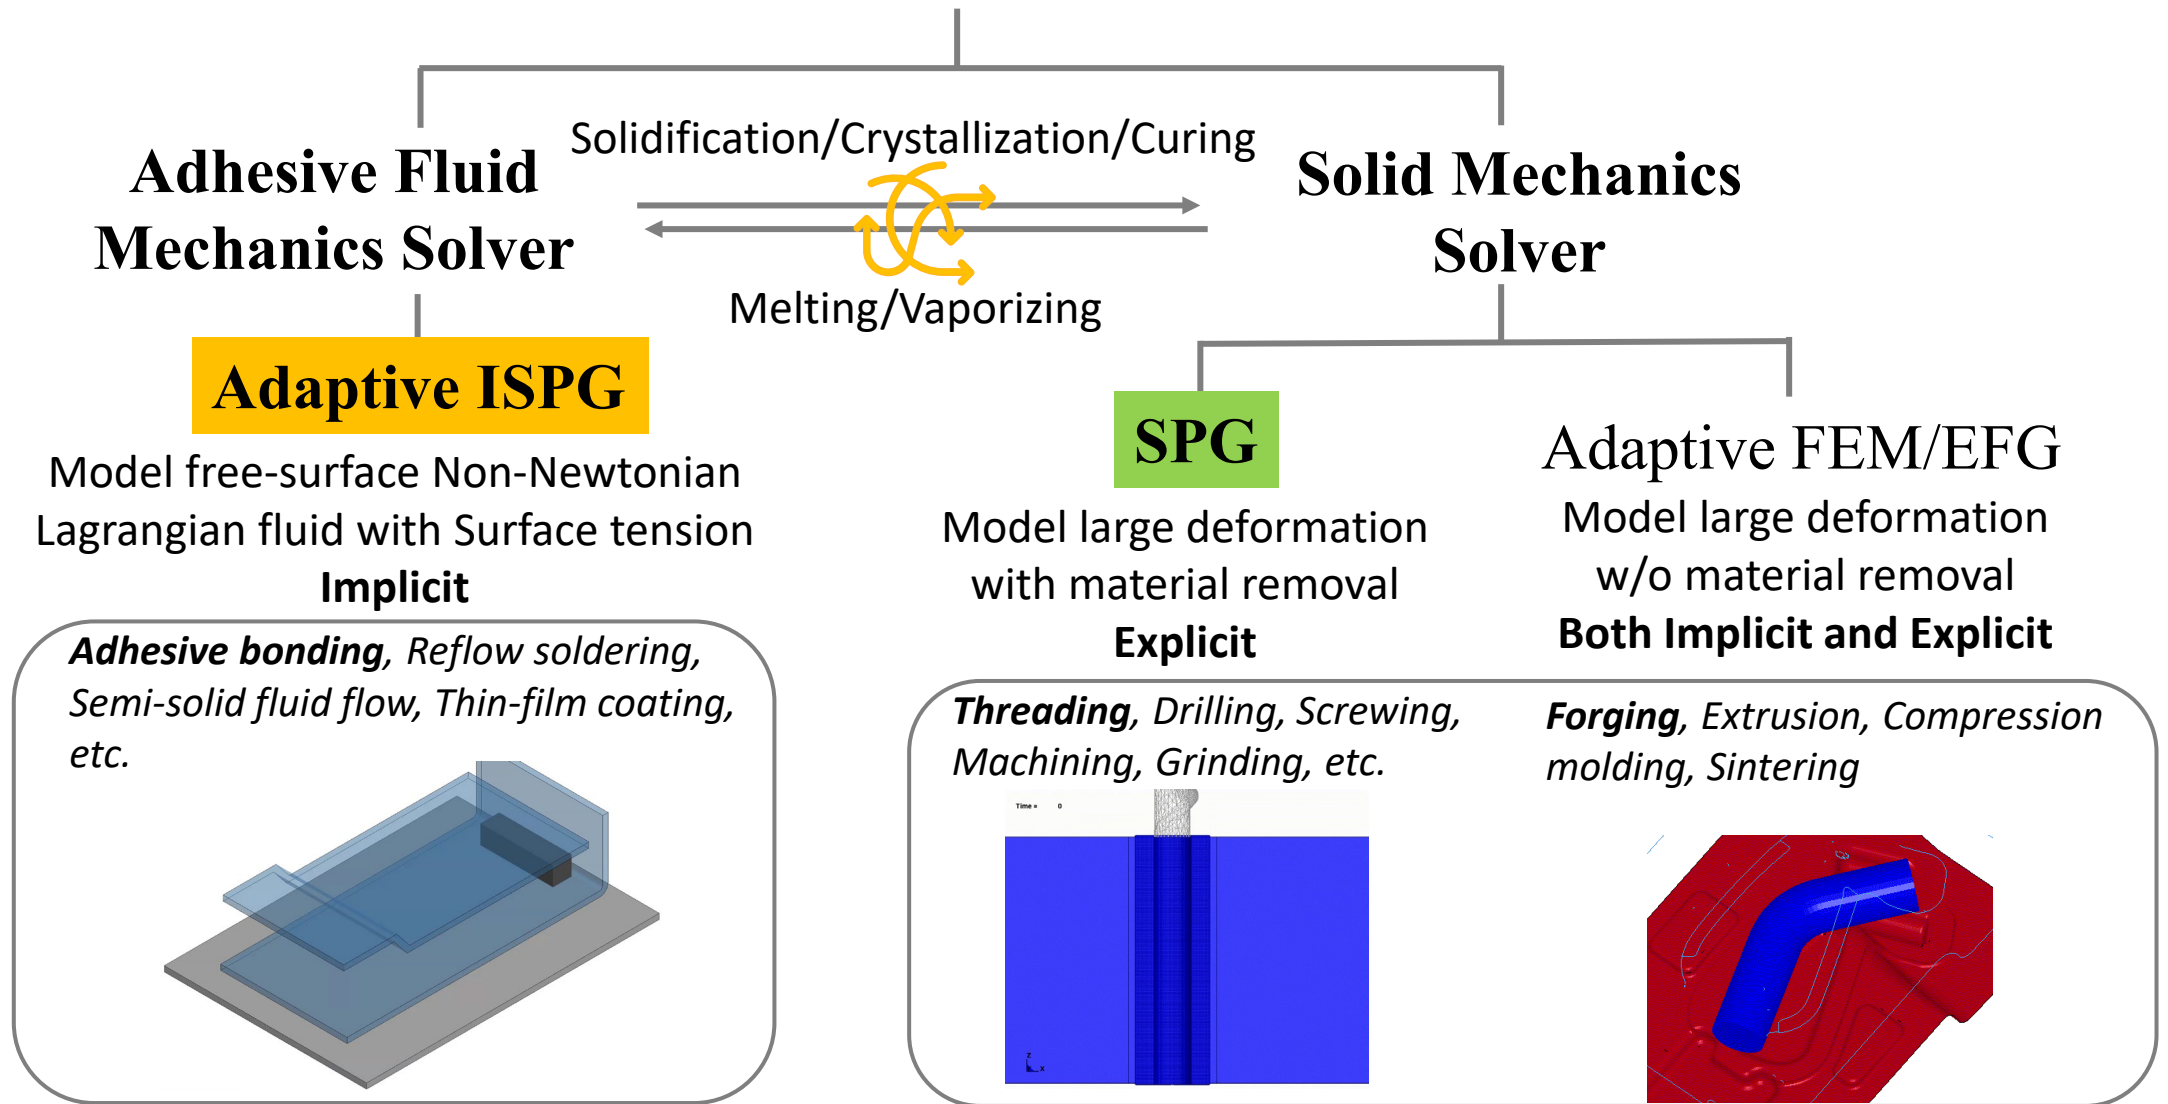 Solidification/Crystallization/Curing
Adhesive Fluid
Mechanics Solver
Solid Mechanics
Solver
Melting/Vaporizing
Adaptive ISPG
Model free-surface Non-Newtonian
Lagrangian fluid with Surface tension
Implicit
Adhesive bonding, Reflow soldering,
Semi-solid fluid flow, Thin-film coating,
etc.
SPG
Model large deformation
with material removal
Explicit
Threading, Drilling, Screwing,
Machining, Grinding, etc.
Time = 0
z
x
Adaptive FEM/EFG
Model large deformation
w/o material removal
Both Implicit and Explicit
Forging, Extrusion, Compression
molding, Sintering